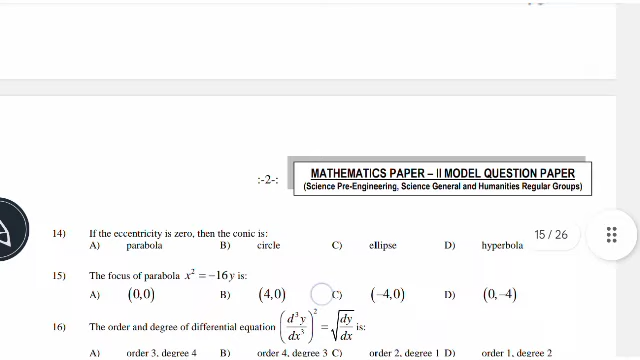 :-2-:
MATHEMATICS PAPER – II MODEL QUESTION PAPER
(Science Pre-Engineering, Science General and Humanities Regular Groups)
15 / 26
14) If the eccentricity is zero, then the conic is:
A) parabola B) circle C) ellipse D) hyperbola
15) The focus of parabola x² = −16y is:
A) (0,0) B) (4,0) C) (−4,0) D) (0,−4)
16) The order and degree of differential equation (d³y/dx³)² = √(dy/dx) is:
A) order 3, degree 4 B) order 4, degree 3 C) order 2, degree 1 D) order 1, degree 2